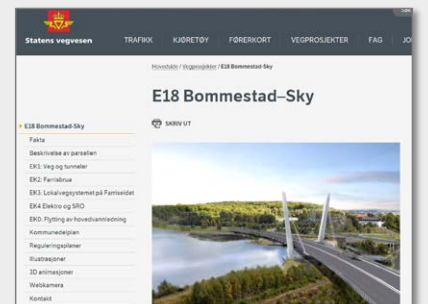 SØK
Statens vegvesen
TRAFIKK KJØRETØY FØRERKORT VEGPROSJEKTER FAG
Hovedside / Vegprosjekter / E18 Bommestad-Sky
E18 Bommestad–Sky
SKRIV UT
E18 Bommestad-Sky
Fakta
Beskrivelse av parsellen
EK1: Veg og tunneler
EK2: Farrisbrua
EK3: Lokalvegsystemet på Farriseidet
EK4 Elektro og SRO
EK0: Flytting av hovedvannledning
Kommunedelplan
Reguleringsplaner
Illustrasjoner
3D animasjoner
Webkamera
Kontakt